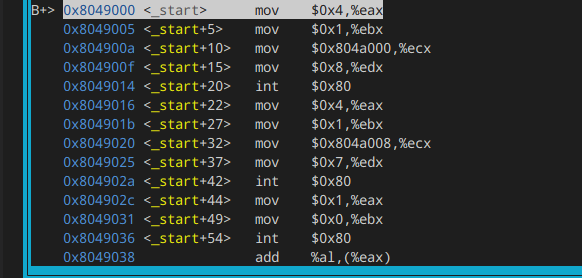 B+> 0x8049000 <_start> mov $0x4,%eax
0x8049005 <_start+5> mov $0x1,%ebx
0x804900a <_start+10> mov $0x804a000,%ecx
0x804900f <_start+15> mov $0x8,%edx
0x8049014 <_start+20> int $0x80
0x8049016 <_start+22> mov $0x4,%eax
0x804901b <_start+27> mov $0x1,%ebx
0x8049020 <_start+32> mov $0x804a008,%ecx
0x8049025 <_start+37> mov $0x7,%edx
0x804902a <_start+42> int $0x80
0x804902c <_start+44> mov $0x1,%eax
0x8049031 <_start+49> mov $0x0,%ebx
0x8049036 <_start+54> int $0x80
0x8049038 add %al,(%eax)